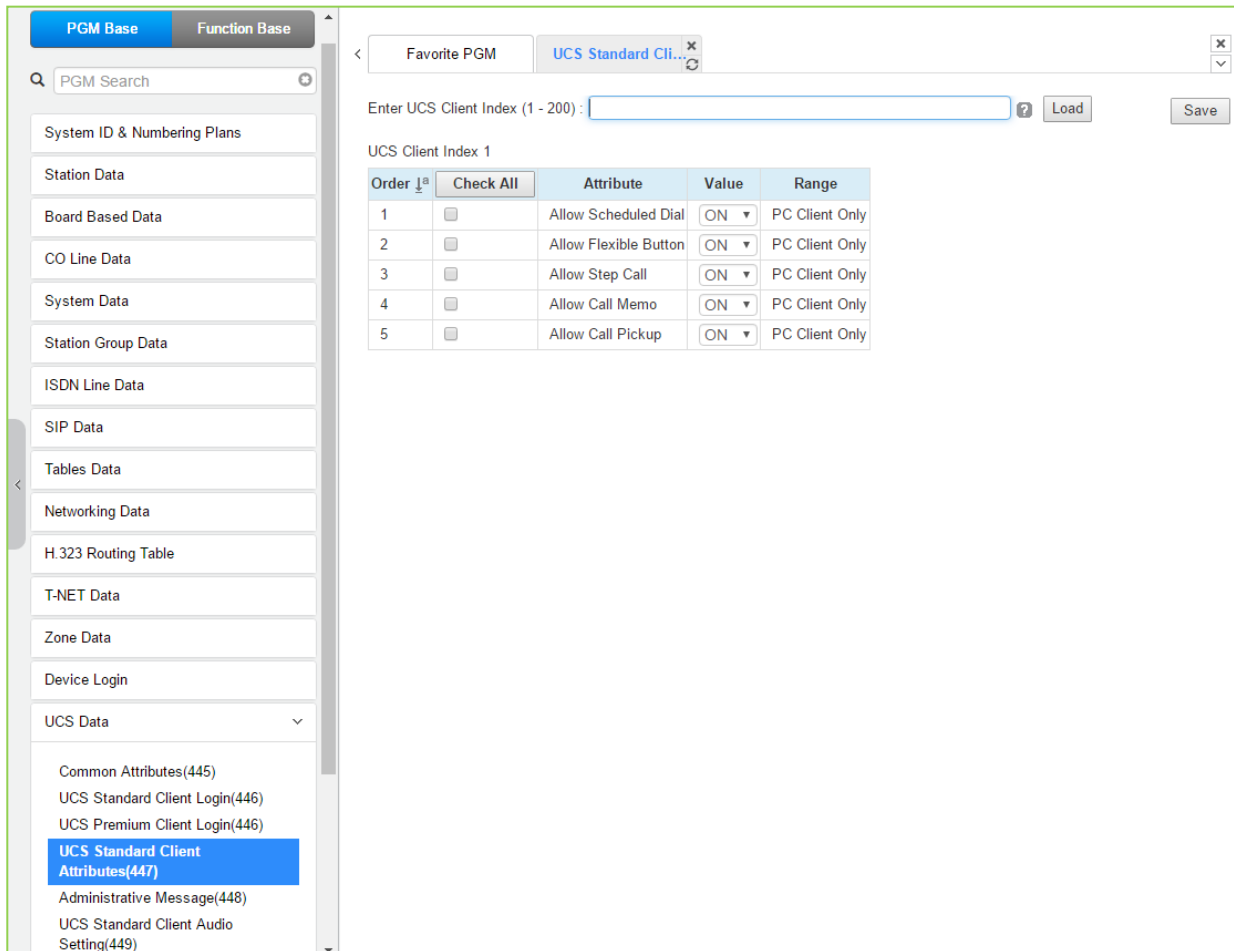 PGM Base
Function Base
PGM Search
System ID & Numbering Plans
Station Data
Board Based Data
CO Line Data
System Data
Station Group Data
ISDN Line Data
SIP Data
Tables Data
Networking Data
H.323 Routing Table
T-NET Data
Zone Data
Device Login
UCS Data
Common Attributes(445)
UCS Standard Client Login(446)
UCS Premium Client Login(446)
UCS Standard Client
Attributes(447)
Administrative Message(448)
UCS Standard Client Audio
Setting(449)
Favorite PGM
UCS Standard Cli...
Enter UCS Client Index (1 - 200) :
Load
Save
UCS Client Index 1
Order Check All Attribute Value Range
1 Allow Scheduled Dial ON PC Client Only
2 Allow Flexible Button ON PC Client Only
3 Allow Step Call ON PC Client Only
4 Allow Call Memo ON PC Client Only
5 Allow Call Pickup ON PC Client Only